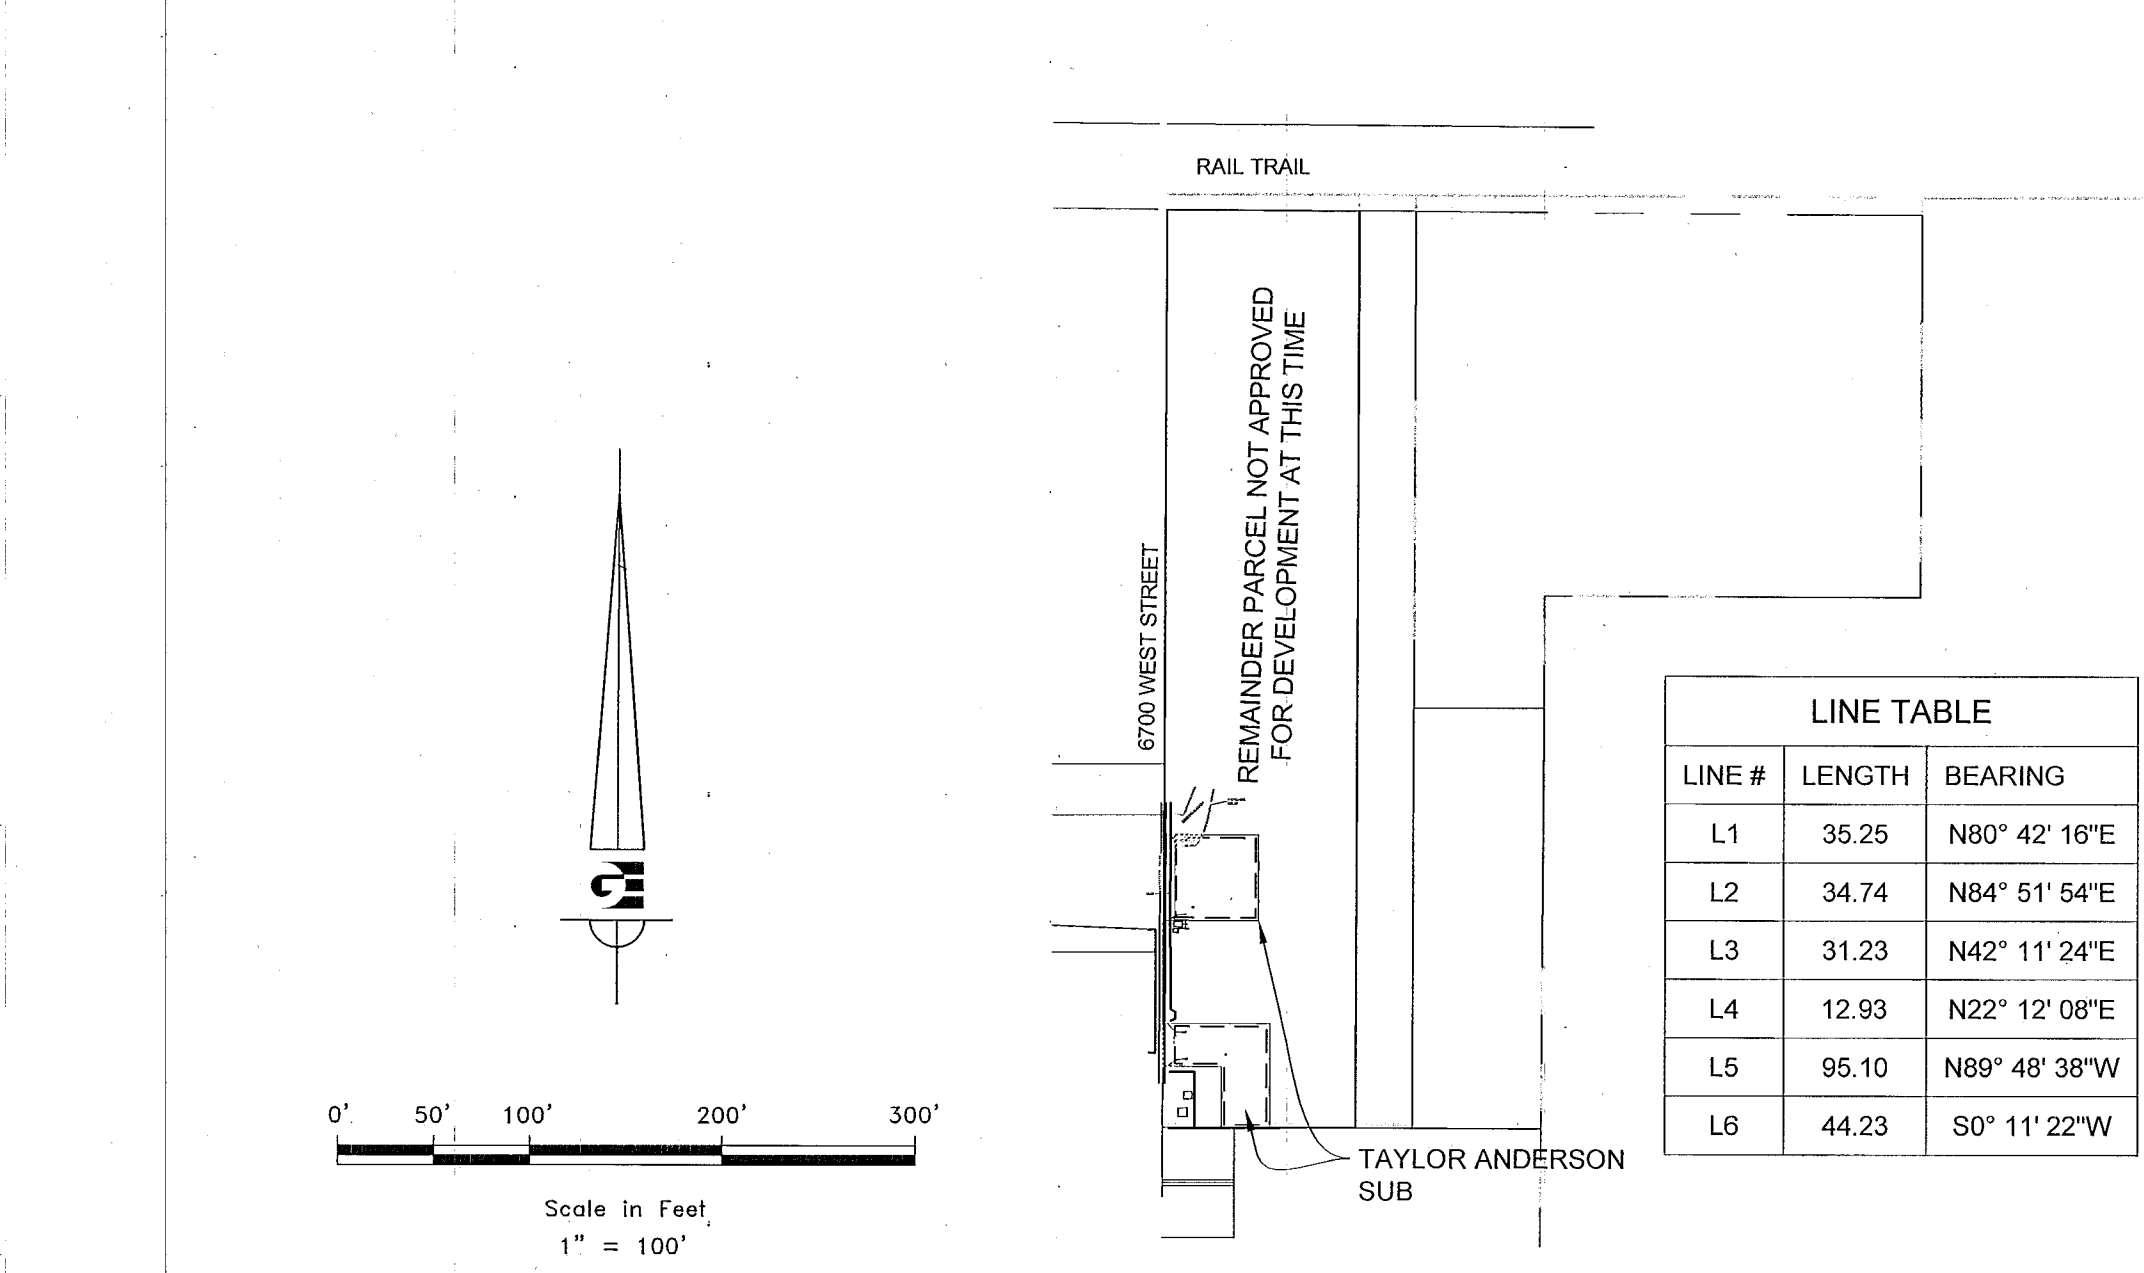 RAIL TRAIL
6700 WEST STREET
REMAINDER PARCEL NOT APPROVED
FOR DEVELOPMENT AT THIS TIME
LINE TABLE
LINE # LENGTH BEARING
L1 35.25 N80° 42' 16"E
L2 34.74 N84° 51' 54"E
L3 31.23 N42° 11' 24"E
L4 12.93 N22° 12' 08"E
L5 95.10 N89° 48' 38"W
L6 44.23 S0° 11' 22"W
TAYLOR ANDERSON
SUB
GE
0' 50' 100' 200' 300'
Scale in Feet
1" = 100'